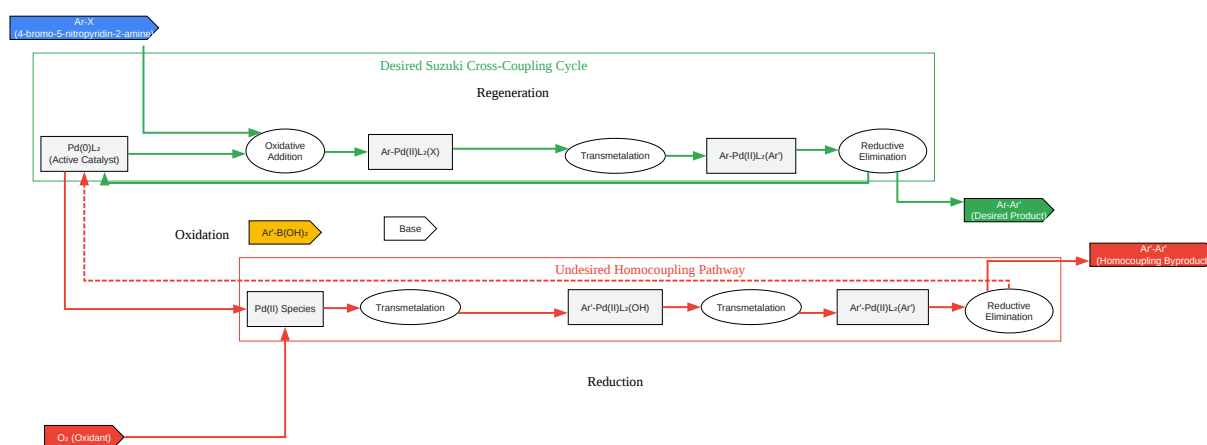 Ar-X
(4-bromo-5-nitropyridin-2-amine)
Desired Suzuki Cross-Coupling Cycle
Regeneration
Pd(0)L₂
(Active Catalyst)
Oxidative
Addition
Ar-Pd(II)L₂(X)
Transmetalation
Ar-Pd(II)L₂(Ar')
Reductive
Elimination
Ar-Ar'
(Desired Product)
Oxidation
Ar'-B(OH)₂
Base
Ar'-Ar'
(Homocoupling Byproduct
Undesired Homocoupling Pathway
Pd(II) Species
Transmetalation
Ar'-Pd(II)L₂(OH)
Transmetalation
Ar'-Pd(II)L₂(Ar')
Reductive
Elimination
Reduction
O₂ (Oxidant)